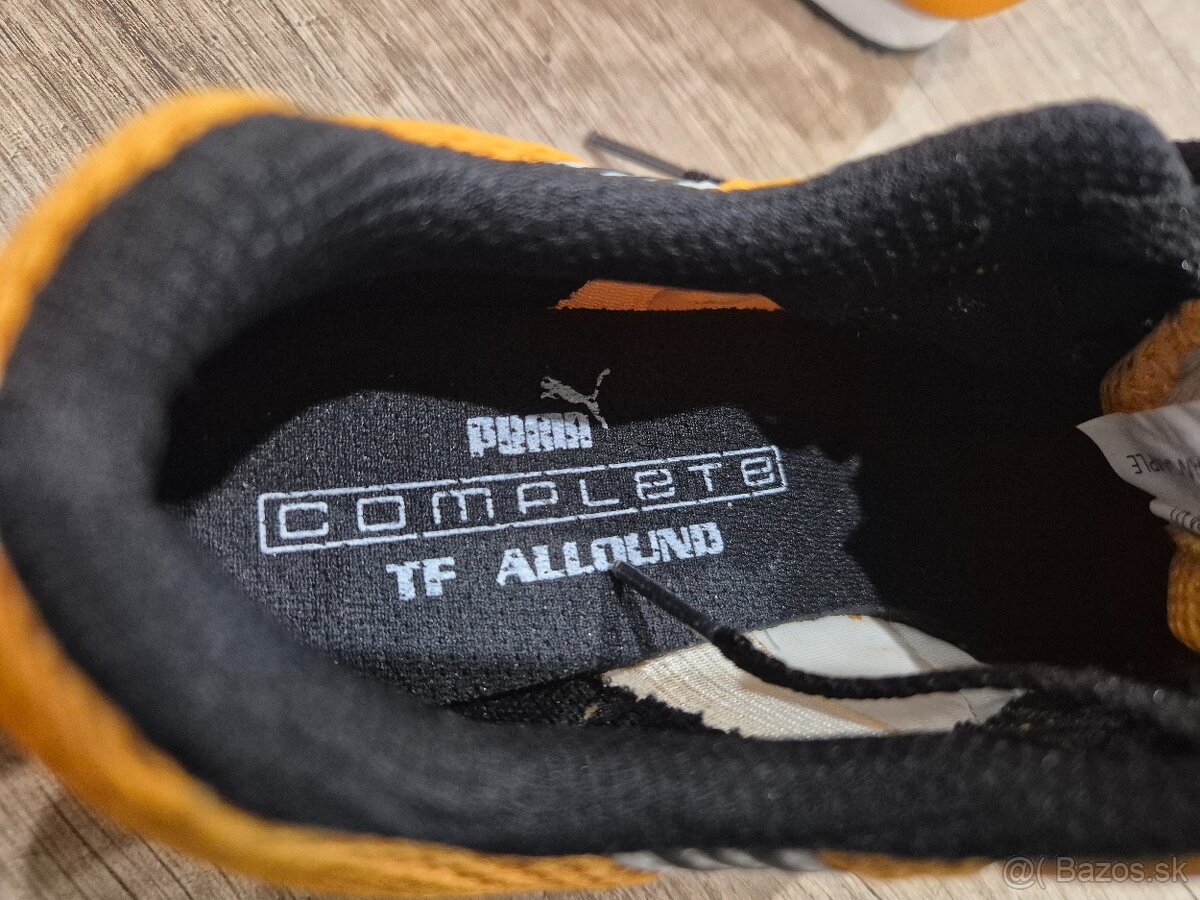 PUMA
COMPLETE
TF ALLOUND
@( Bazos.sk